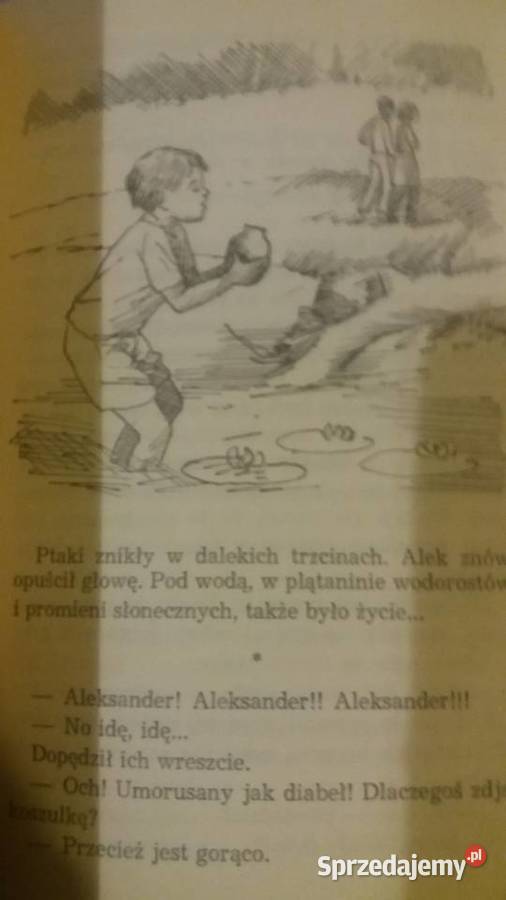 Ptaki znikły w dalekich trzcinach. Alek znów
opuścił głowę. Pod wodą, w plątaninie wodorostów
i promieni słonecznych, także było życie...
*
— Aleksander! Aleksander!! Aleksander!!!
— No idę, idę...
Dopędził ich wreszcie.
— Och! Umorusany jak diabeł! Dlaczegoś zdją
koszulkę?
— Przecież jest gorąco.
Sprzedajemy.pl